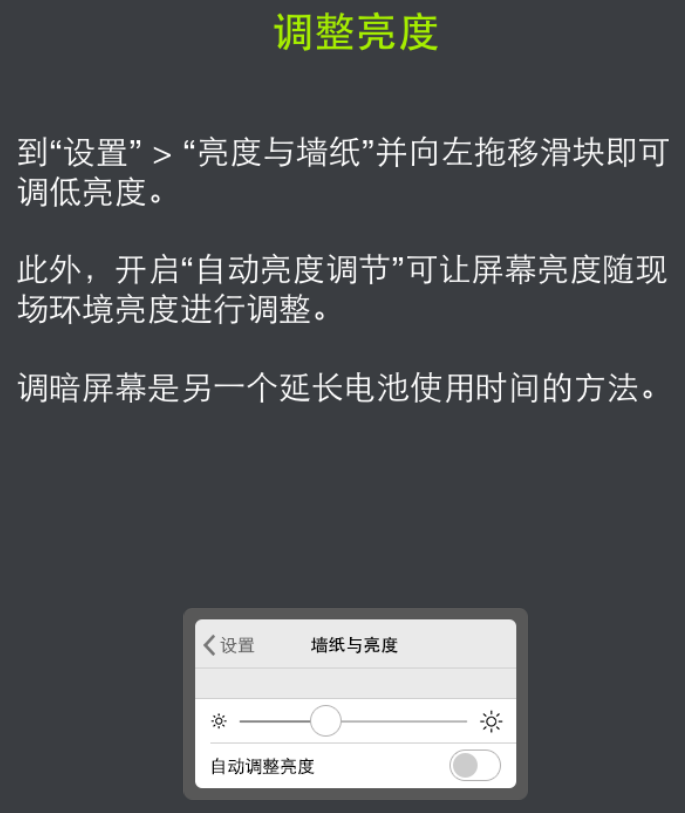 调整亮度
到“设置” > “亮度与墙纸”并向左拖移滑块即可
调低亮度。
此外，开启“自动亮度调节”可让屏幕亮度随现
场环境亮度进行调整。
调暗屏幕是另一个延长电池使用时间的方法。
设置 墙纸与亮度
自动调整亮度